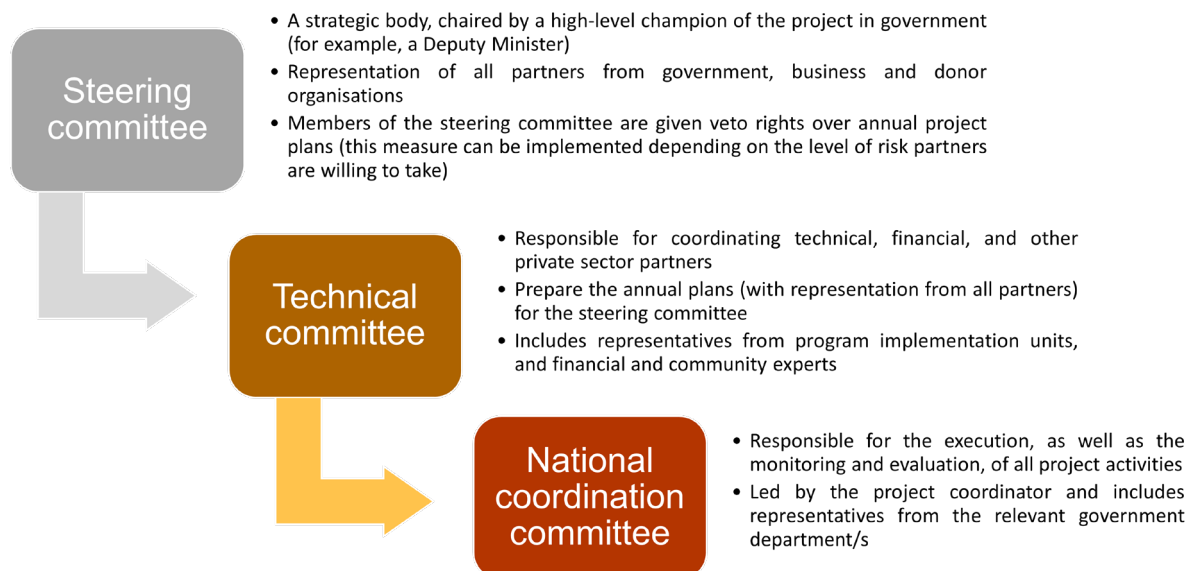 Steering
committee
• A strategic body, chaired by a high-level champion of the project in government
(for example, a Deputy Minister)
• Representation of all partners from government, business and donor
organisations
• Members of the steering committee are given veto rights over annual project
plans (this measure can be implemented depending on the level of risk partners
are willing to take)
Technical
committee
• Responsible for coordinating technical, financial, and other
private sector partners
• Prepare the annual plans (with representation from all partners)
for the steering committee
• Includes representatives from program implementation units,
and financial and community experts
National
coordination
committee
• Responsible for the execution, as well as the
monitoring and evaluation, of all project activities
• Led by the project coordinator and includes
representatives from the relevant government
department/s